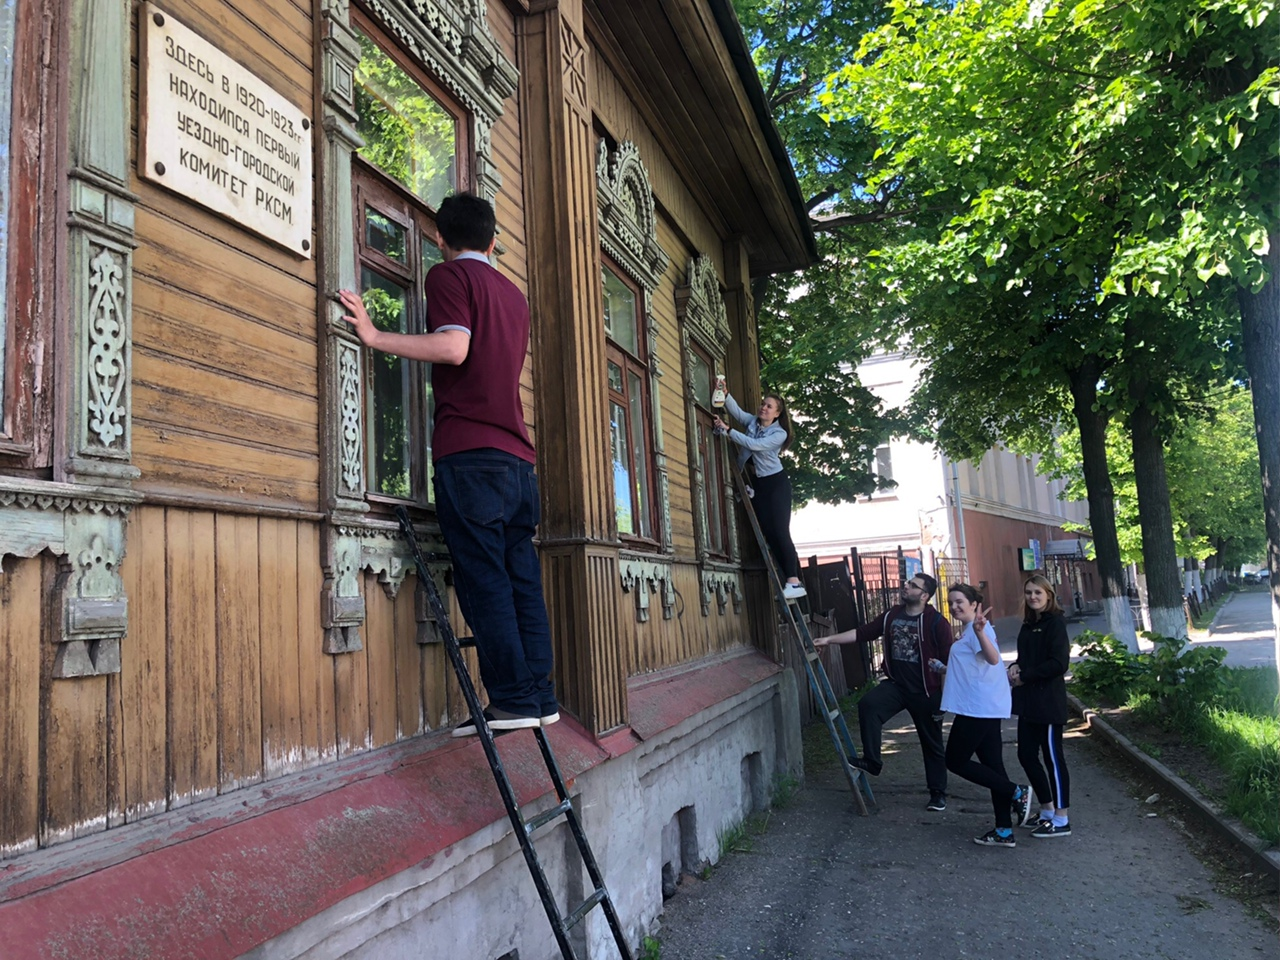 ЗДЕСЬ В 1920-1923гг.
НАХОДИЛСЯ ПЕРВЫЙ
УЕЗДНО-ГОРОДСКОЙ
КОМИТЕТ РКСМ